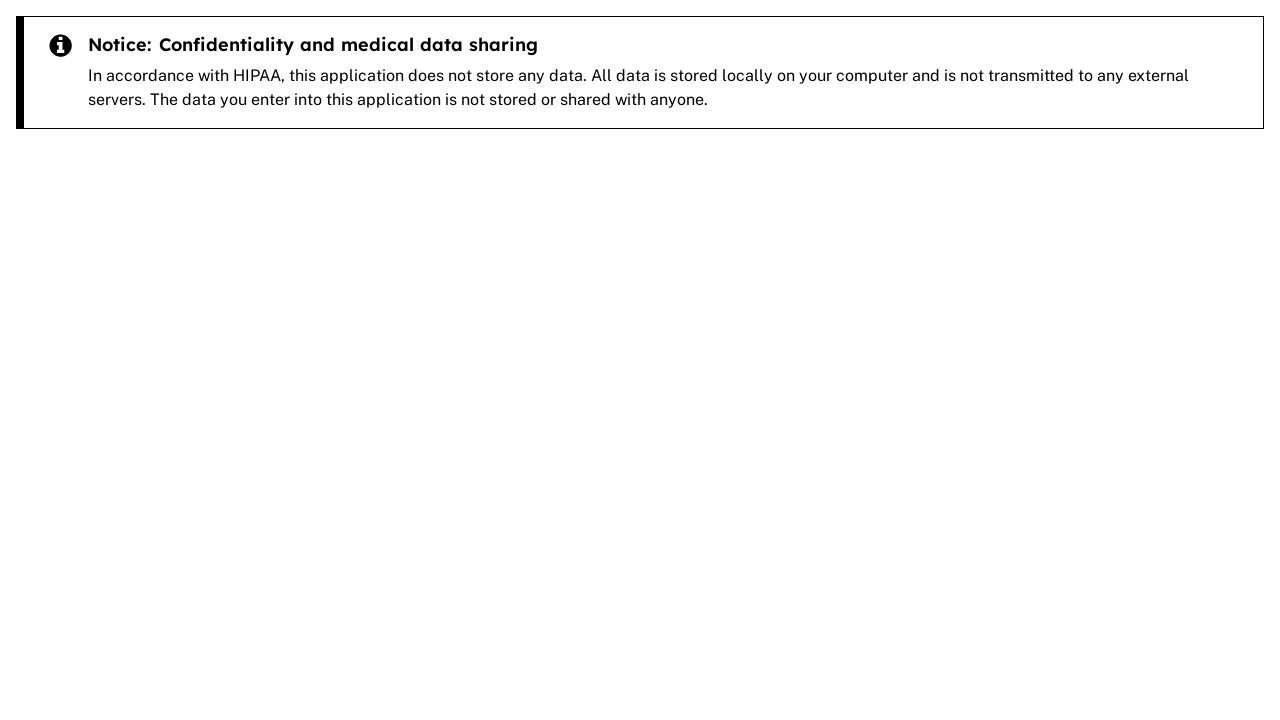 Notice: Confidentiality and medical data sharing
In accordance with HIPAA, this application does not store any data. All data is stored locally on your computer and is not transmitted to any external
servers. The data you enter into this application is not stored or shared with anyone.